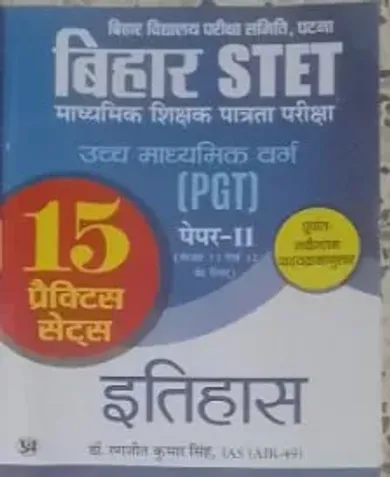 बिहार विद्यालय परीक्षा समिति, पटना
बिहार STET
माध्यमिक शिक्षक पात्रता परीक्षा
उच्च माध्यमिक वर्ग
(PGT)
पेपर-II
15
प्रैक्टिस
सेट्स
इतिहास
डॉ. रणजीत कुमार सिंह, IAS (AIR-49)